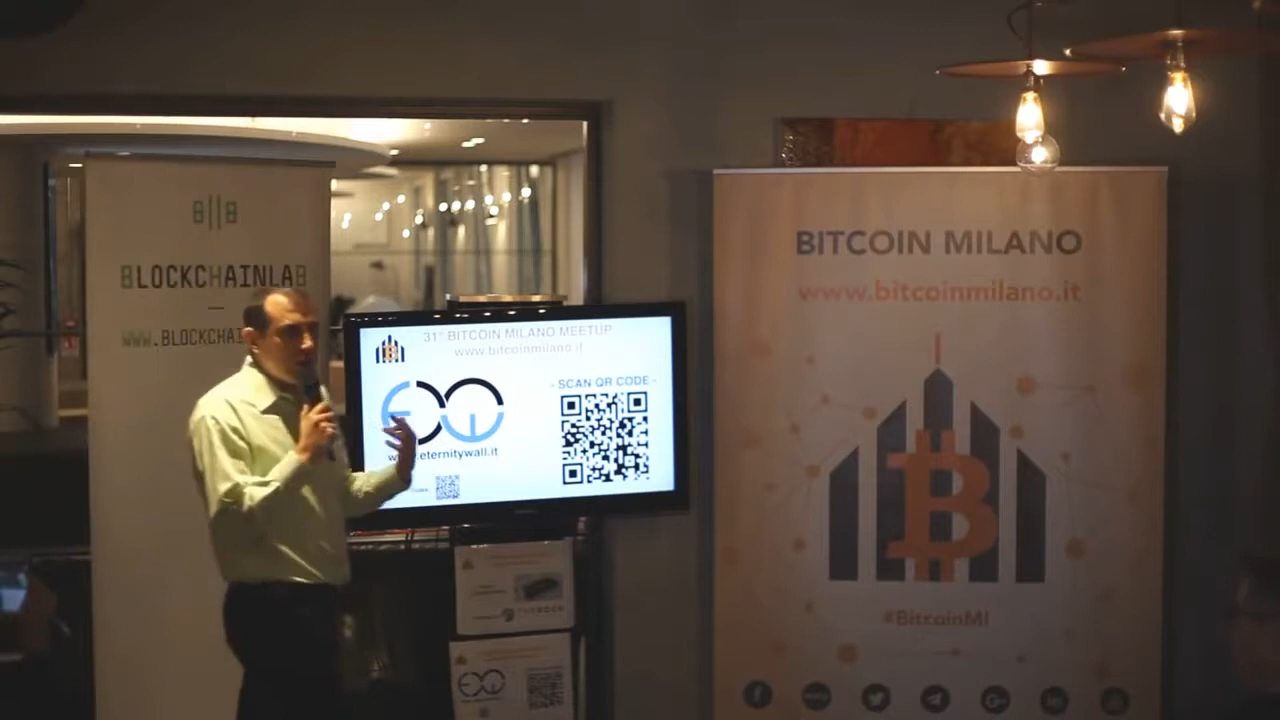 B||B
BLOCKCHAINLAB
WWW.BLOCKCHAI
31° BITCOIN MILANO MEETUP
www.bitcoinmilano.it
- SCAN QR CODE -
www.eternitywall.it
BITCOIN MILANO
www.bitcoinmilano.it
#BitcoinMI